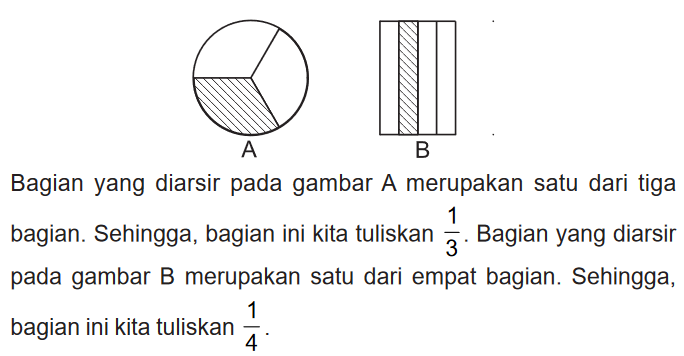 A B
Bagian yang diarsir pada gambar A merupakan satu dari tiga
bagian. Sehingga, bagian ini kita tuliskan 1/3. Bagian yang diarsir
pada gambar B merupakan satu dari empat bagian. Sehingga,
bagian ini kita tuliskan 1/4.